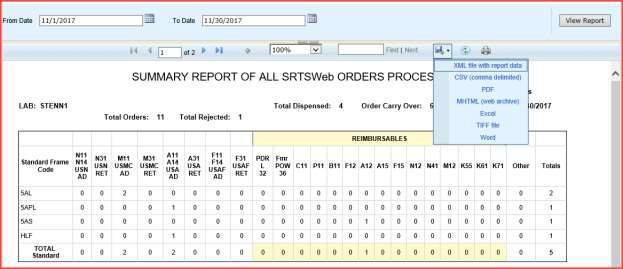 From Date 11/1/2017 To Date 11/30/2017 View Report
1 of 2 100% Find | Next
XML file with report data
CSV (comma delimited)
PDF
MHTML (web archive)
Excel
TIFF file
Word
SUMMARY REPORT OF ALL SRTSWeb ORDERS PROCES
LAB: STENN1 Total Dispensed: 4 Order Carry Over: 0/2017
Total Orders: 11 Total Rejected: 1
REIMBURSABLES
Standard Frame Code N11 N14 USN AD N31 USN RET M11 USMC AD M31 USMC RET A11 A14 USA AD A31 USA RET F11 F14 USAF AD F31 USAF RET PDR L 32 Fmr POW 36 C11 P11 B11 F12 A12 A15 F15 N12 N41 M12 K55 K61 K71 Other Totals
5AL 0 0 2 0 0 0 0 0 0 0 0 0 0 0 0 0 0 0 0 0 0 0 0 0 2
5APL 0 0 0 0 1 0 0 0 0 0 0 0 0 0 0 0 0 0 0 0 0 0 0 0 1
5AS 0 0 0 0 0 0 0 0 0 0 0 0 0 0 1 0 0 0 0 0 0 0 0 0 1
HLF 0 0 0 0 1 0 0 0 0 0 0 0 0 0 0 0 0 0 0 0 0 0 0 0 1
TOTAL Standard 0 0 2 0 2 0 0 0 0 0 0 0 0 0 1 0 0 0 0 0 0 0 0 0 5